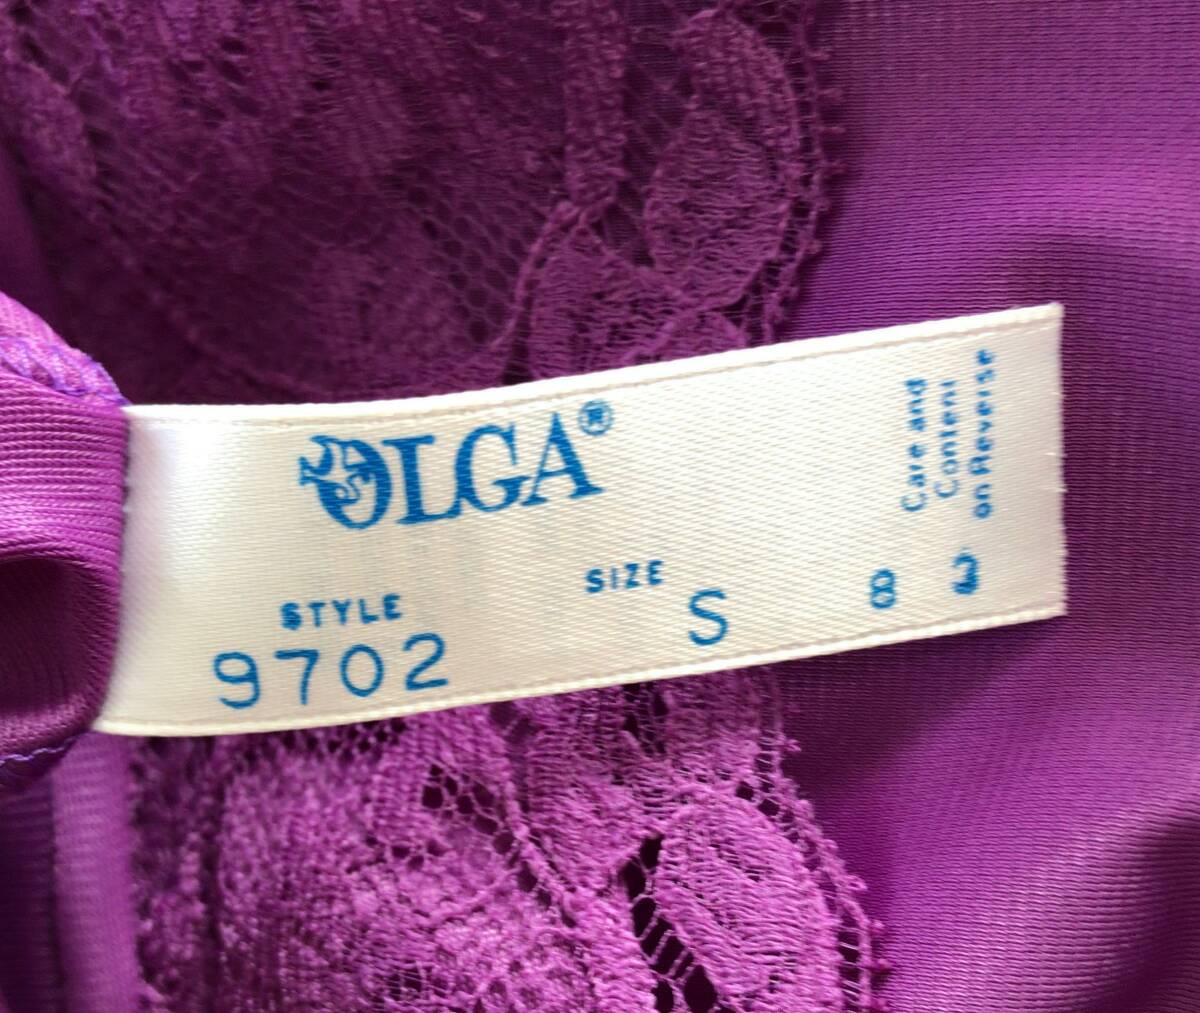 OLGA®
STYLE
9702
SIZE
S
8 3
Care and
Content
on Reverse